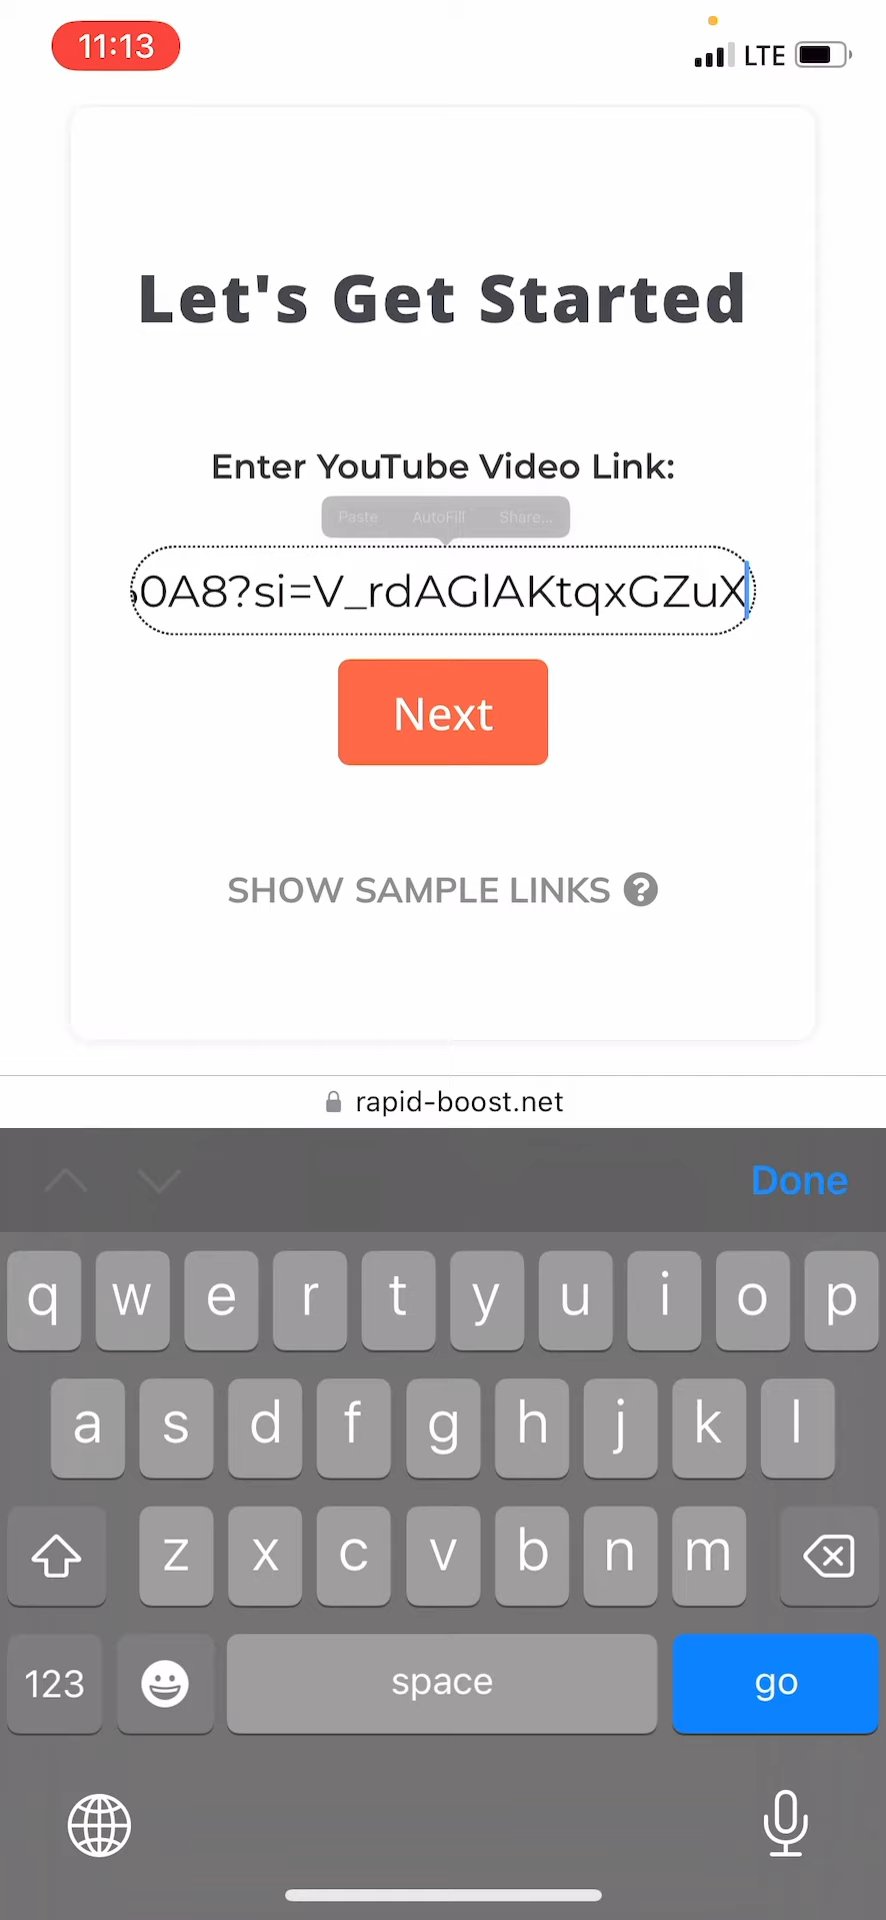 11:13
LTE
Let's Get Started
Enter YouTube Video Link:
Paste AutoFill Share...
0A8?si=V_rdAGlAKtqxGZuX
Next
SHOW SAMPLE LINKS ?
rapid-boost.net
Done
q w e r t y u i o p
a s d f g h j k l
z x c v b n m
123 space go